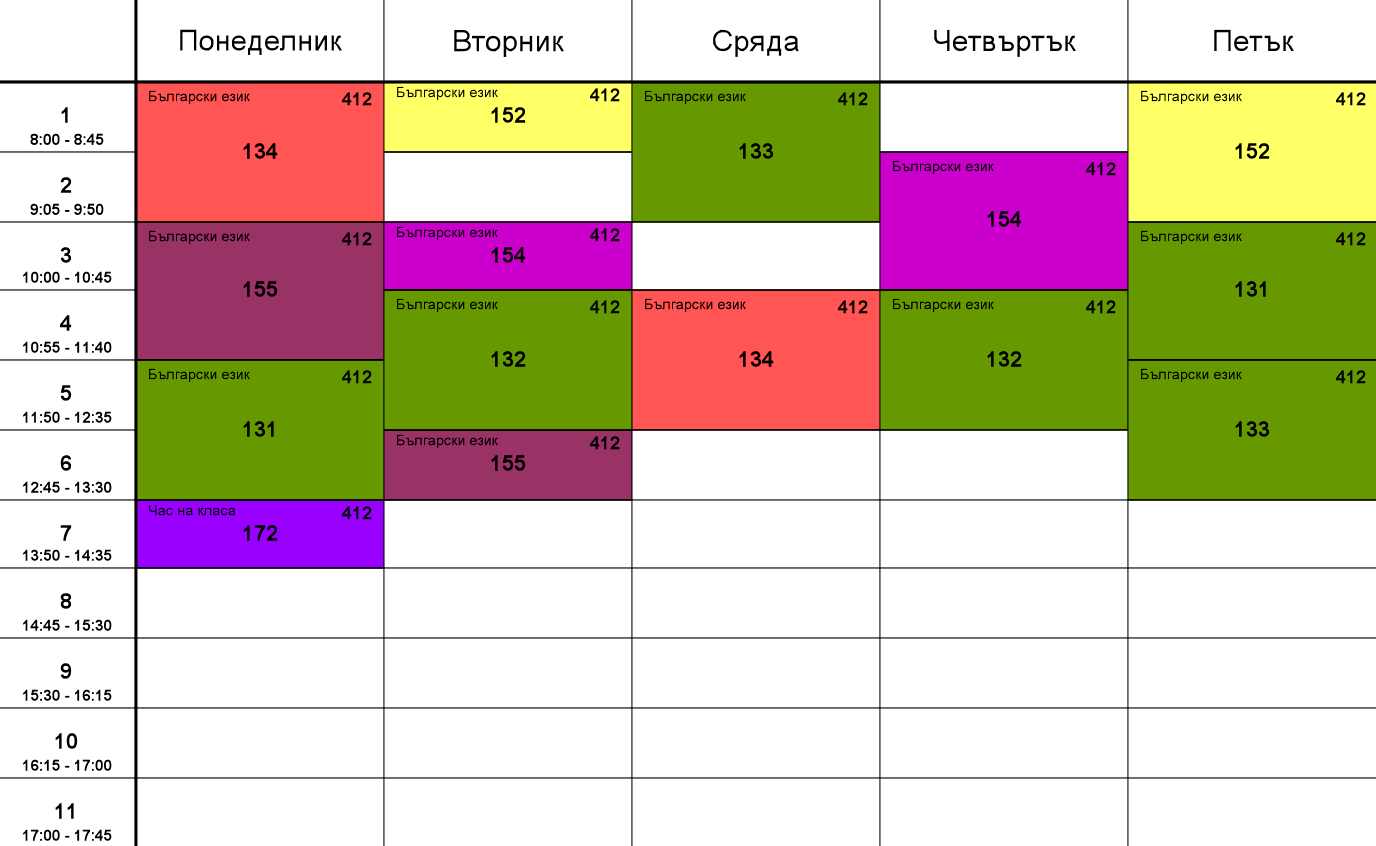 Понеделник Вторник Сряда Четвъртък Петък
1
8:00 - 8:45
Български език 412
134
Български език 412
152
Български език 412
133
Български език 412
152
2
9:05 - 9:50
Български език 412
154
3
10:00 - 10:45
Български език 412
155
Български език 412
154
Български език 412
131
4
10:55 - 11:40
Български език 412
132
Български език 412
134
Български език 412
132
5
11:50 - 12:35
Български език 412
131
Български език 412
133
6
12:45 - 13:30
Български език 412
155
7
13:50 - 14:35
Час на класа 412
172
8
14:45 - 15:30
9
15:30 - 16:15
10
16:15 - 17:00
11
17:00 - 17:45